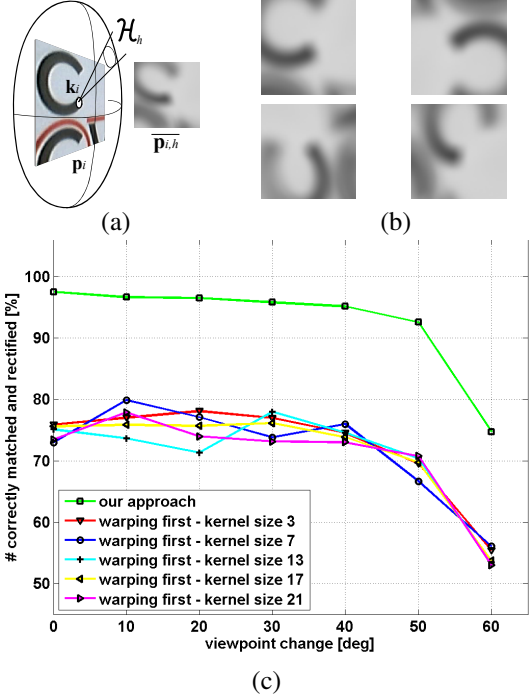 ℋh
ki
pi
pi,h
(a)
(b)
100
90
80
70
60
50
# correctly matched and rectified [%]
our approach
warping first - kernel size 3
warping first - kernel size 7
warping first - kernel size 13
warping first - kernel size 17
warping first - kernel size 21
0 10 20 30 40 50 60
viewpoint change [deg]
(c)